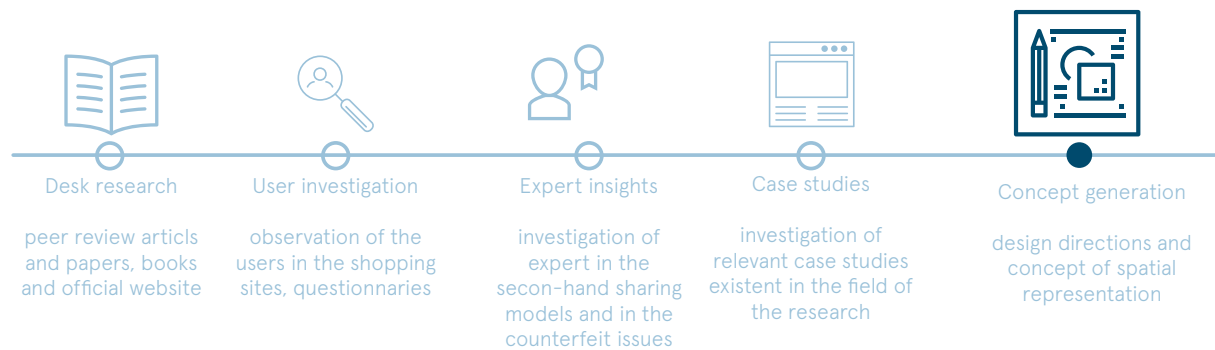 Desk research
peer review articls
and papers, books
and official website
User investigation
observation of the
users in the shopping
sites, questionnaries
Expert insights
investigation of
expert in the
secon-hand sharing
models and in the
counterfeit issues
Case studies
investigation of
relevant case studies
existent in the field of
the research
Concept generation
design directions and
concept of spatial
representation